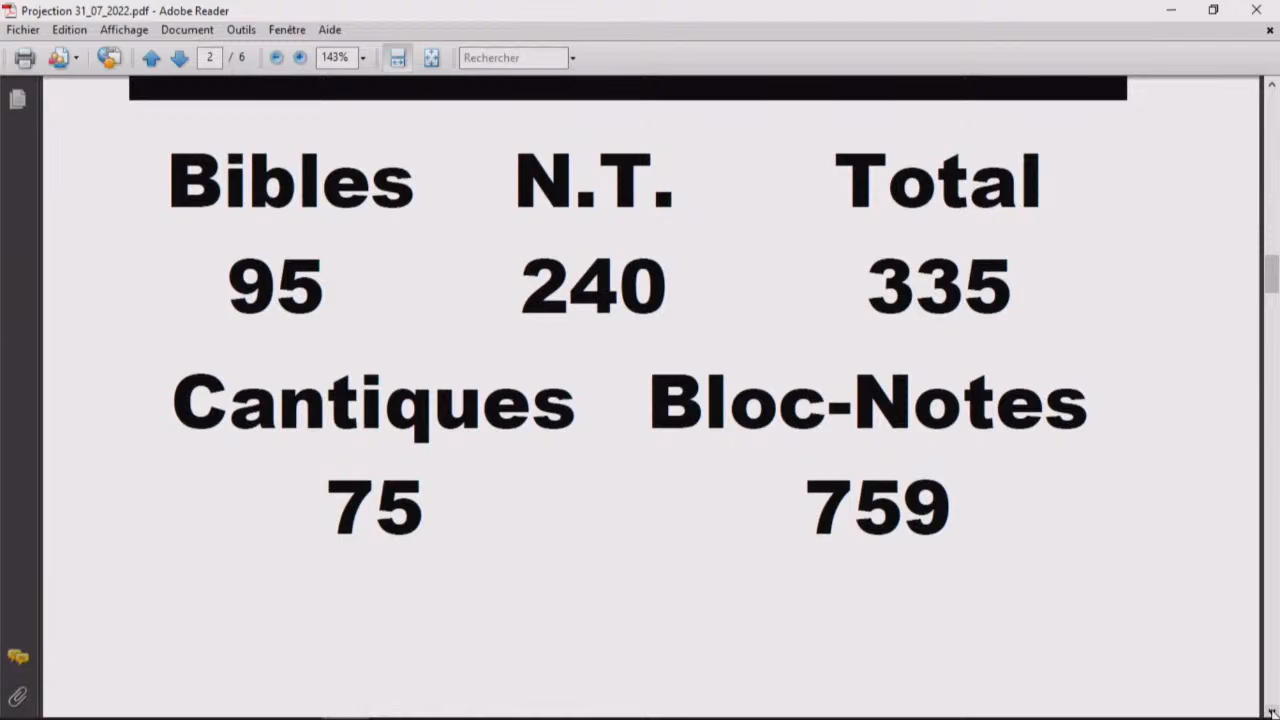 Projection 31_07_2022.pdf - Adobe Reader
Fichier Edition Affichage Document Outils Fenêtre Aide
2 / 6 143% Rechercher
Bibles N.T. Total
95 240 335
Cantiques Bloc-Notes
75 759